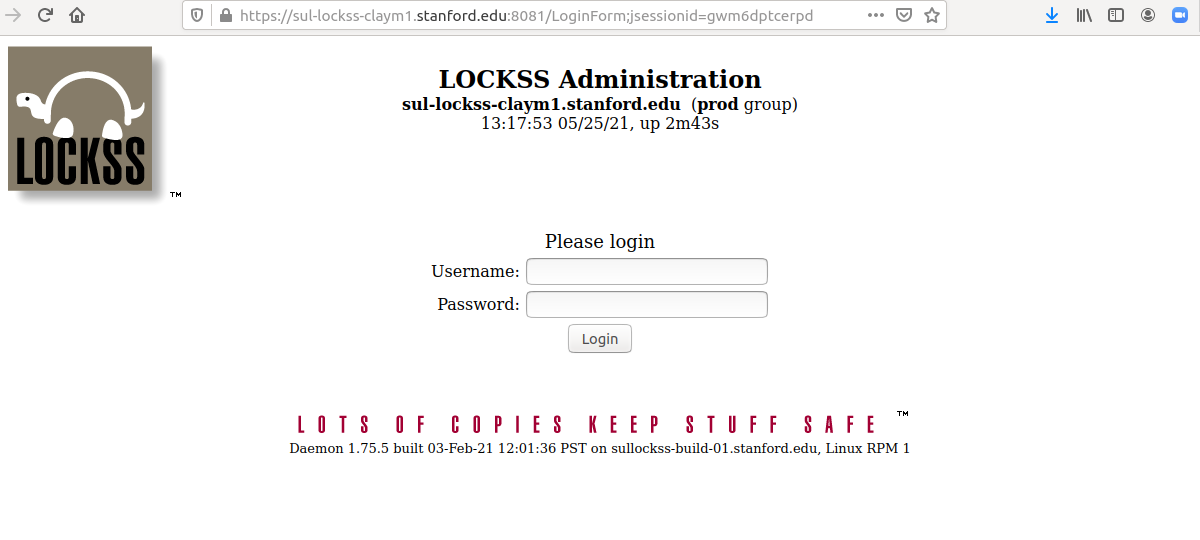 https://sul-lockss-claym1.stanford.edu:8081/LoginForm;jsessionid=gwm6dptcerpd
LOCKSS
™
LOCKSS Administration
sul-lockss-claym1.stanford.edu (prod group)
13:17:53 05/25/21, up 2m43s
Please login
Username:
Password:
Login
LOTS OF COPIES KEEP STUFF SAFE ™
Daemon 1.75.5 built 03-Feb-21 12:01:36 PST on sullockss-build-01.stanford.edu, Linux RPM 1